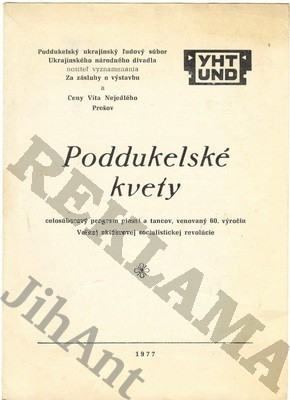 Poddukelský ukrajinský ľudový súbor
Ukrajinského národného divadla
nositeľ vyznamenania
Za zásluhy o výstavbu
a
Ceny Víta Nejedlého
Prešov
УНТ
UND
Poddukelské
kvety
celosúborový program piesní a tancov, venovaný 60. výročiu
Veľkej októbrovej socialistickej revolúcie
1977
REKLAMA
JihAnt